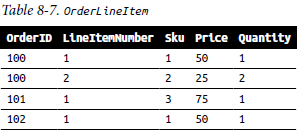 Table 8-7. OrderLineItem
OrderID LineItemNumber Sku Price Quantity
100 1 1 50 1
100 2 2 25 2
101 1 3 75 1
102 1 1 50 1